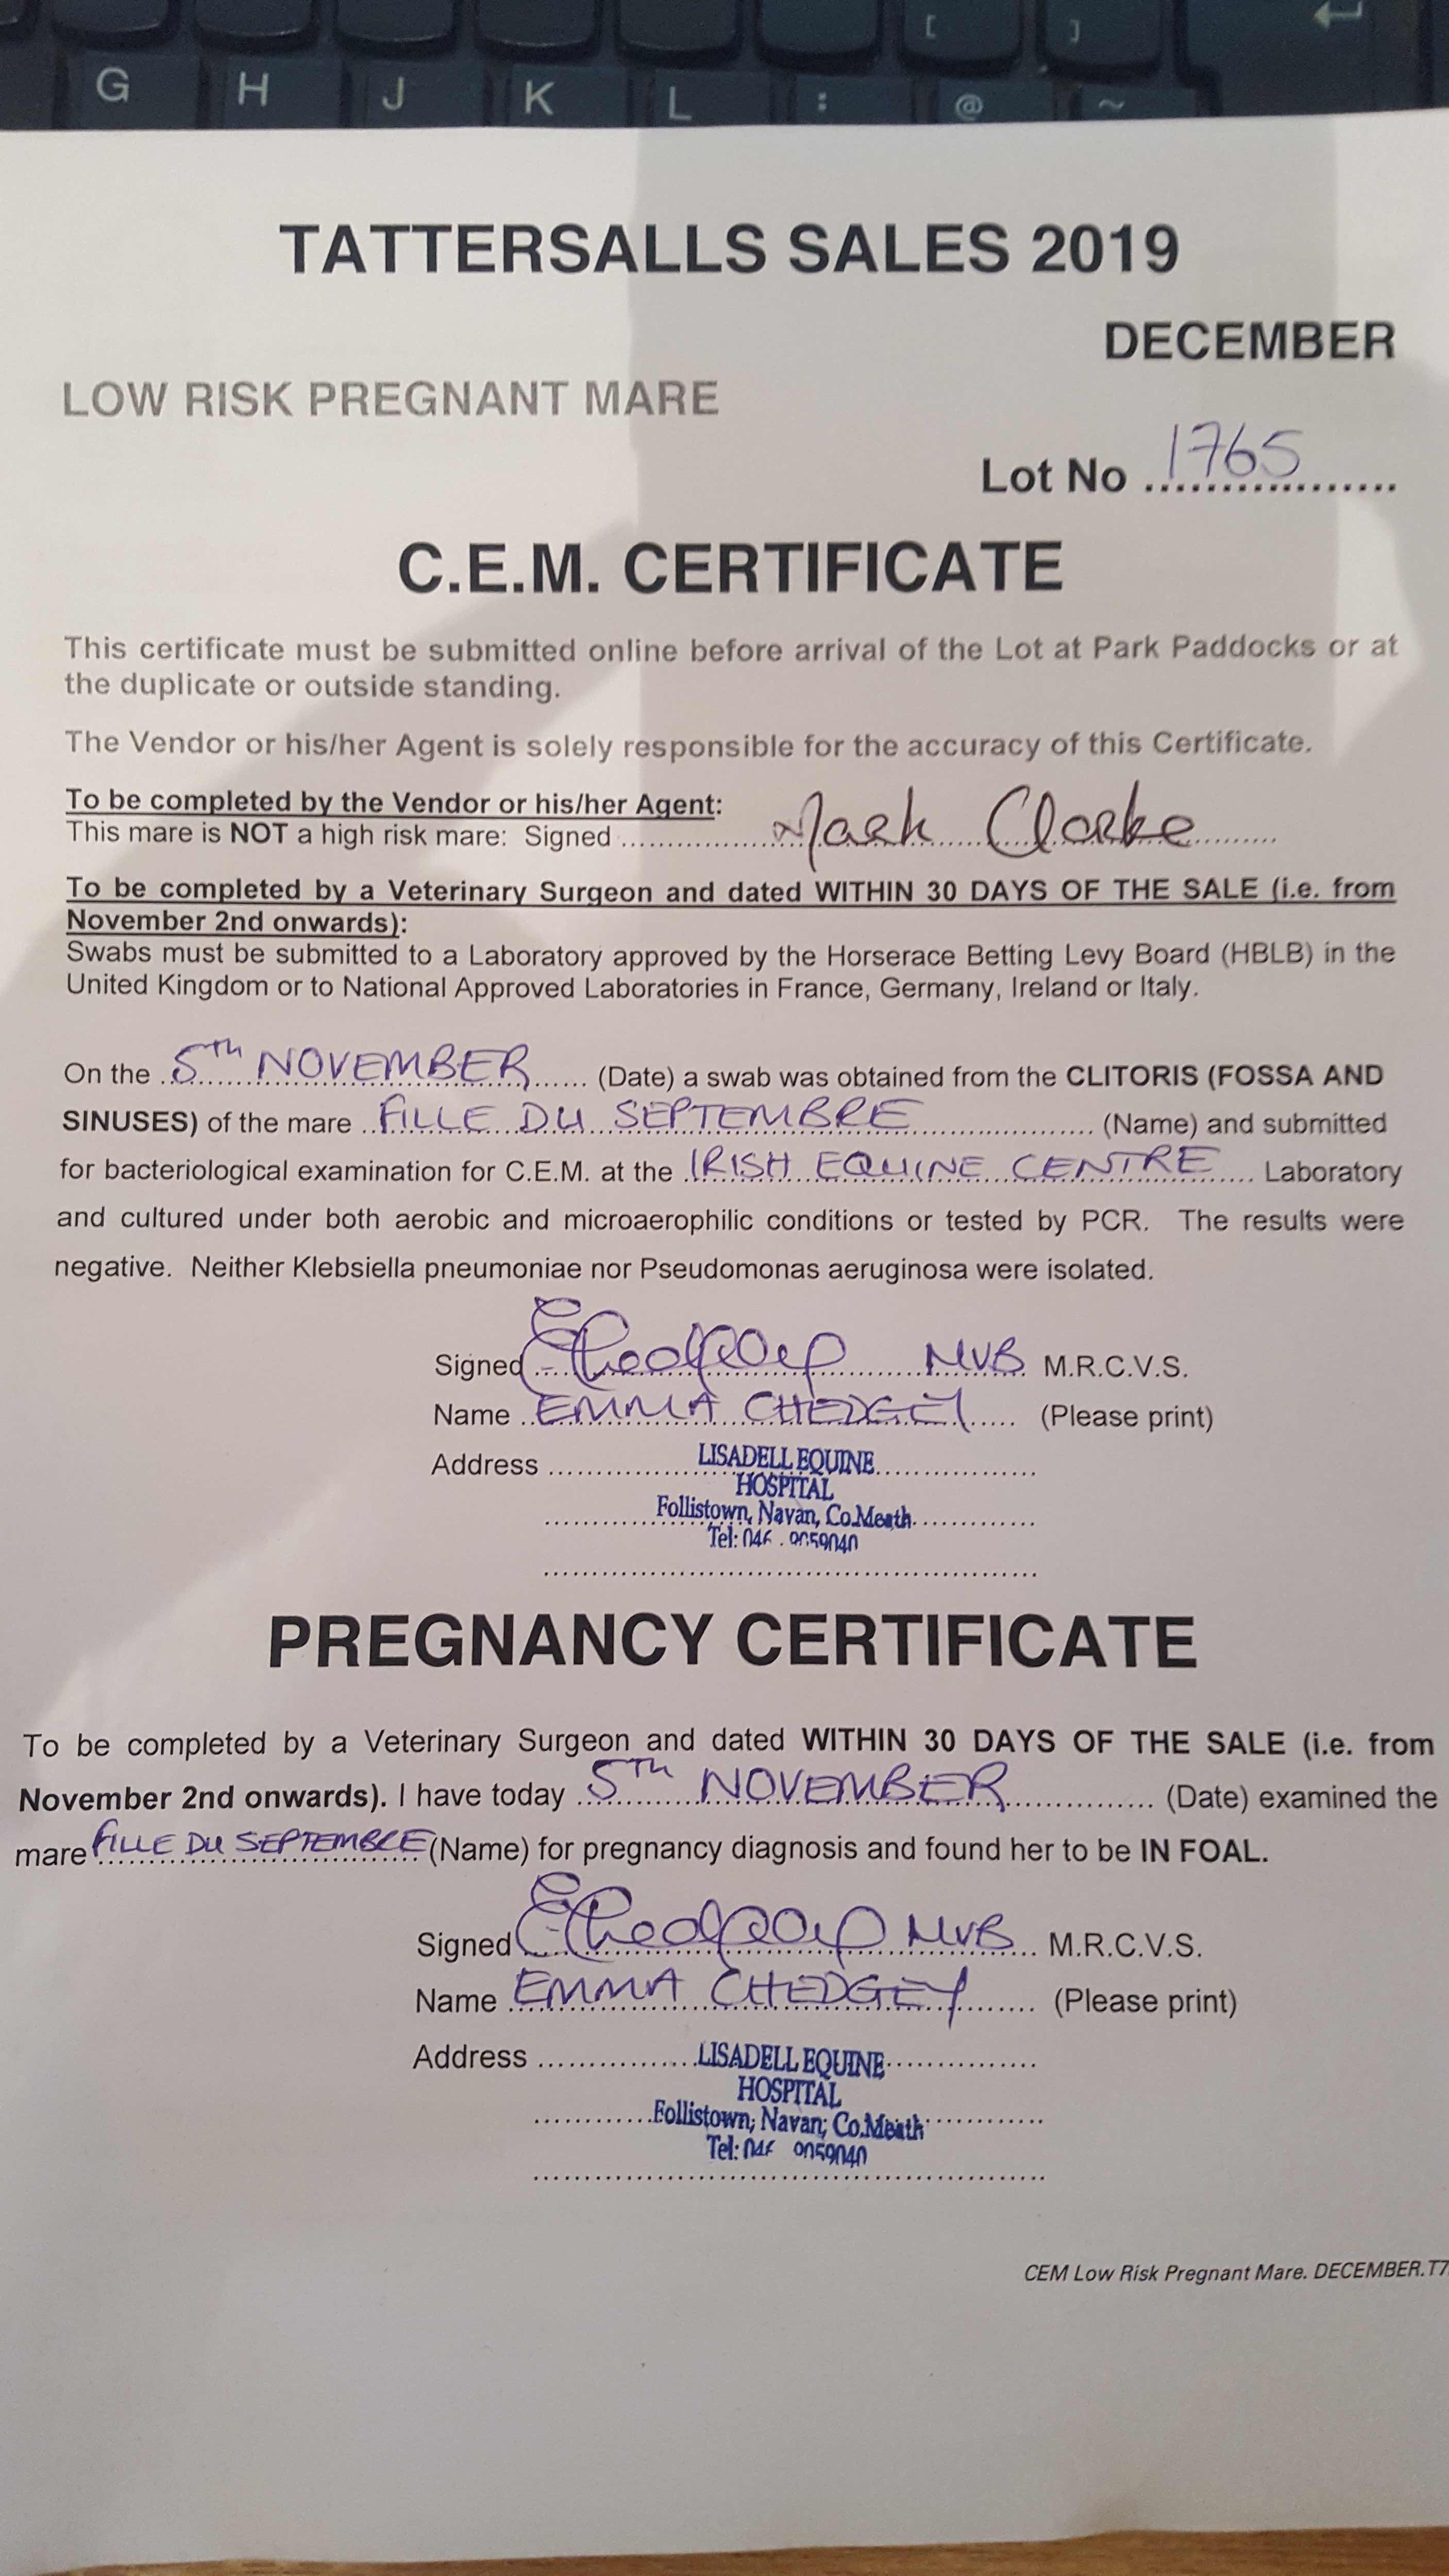 [ ]
G H J K L : @ ~
TATTERSALLS SALES 2019
DECEMBER
LOW RISK PREGNANT MARE
Lot No 1765
C.E.M. CERTIFICATE
This certificate must be submitted online before arrival of the Lot at Park Paddocks or at
the duplicate or outside standing.
The Vendor or his/her Agent is solely responsible for the accuracy of this Certificate.
To be completed by the Vendor or his/her Agent:
This mare is NOT a high risk mare: Signed Mark Clarke
To be completed by a Veterinary Surgeon and dated WITHIN 30 DAYS OF THE SALE (i.e. from
November 2nd onwards):
Swabs must be submitted to a Laboratory approved by the Horserace Betting Levy Board (HBLB) in the
United Kingdom or to National Approved Laboratories in France, Germany, Ireland or Italy.
On the 5th NOVEMBER (Date) a swab was obtained from the CLITORIS (FOSSA AND
SINUSES) of the mare FILLE DU SEPTEMBRE (Name) and submitted
for bacteriological examination for C.E.M. at the IRISH EQUINE CENTRE Laboratory
and cultured under both aerobic and microaerophilic conditions or tested by PCR. The results were
negative. Neither Klebsiella pneumoniae nor Pseudomonas aeruginosa were isolated.
Signed MVB M.R.C.V.S.
Name EMMA CHEDGEY (Please print)
Address LISADELL EQUINE
HOSPITAL
Follistown, Navan, Co.Meath
Tel: 046 . 9059040
PREGNANCY CERTIFICATE
To be completed by a Veterinary Surgeon and dated WITHIN 30 DAYS OF THE SALE (i.e. from
November 2nd onwards). I have today 5th NOVEMBER (Date) examined the
mare FILLE DU SEPTEMBRE (Name) for pregnancy diagnosis and found her to be IN FOAL.
Signed MVB M.R.C.V.S.
Name EMMA CHEDGEY (Please print)
Address LISADELL EQUINE
HOSPITAL
Follistown, Navan, Co.Meath
Tel: 046 9059040
CEM Low Risk Pregnant Mare. DECEMBER.T7